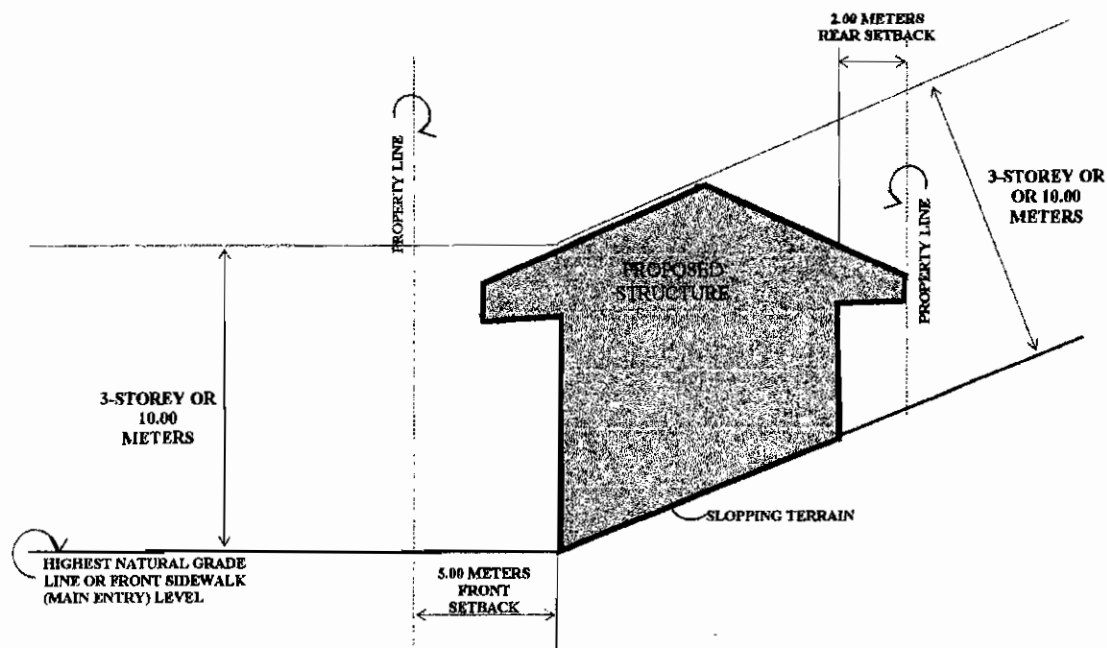 2.00 METERS
REAR SETBACK
PROPERTY LINE
3-STOREY OR
OR 10.00
METERS
PROPERTY LINE
PROPOSED
STRUCTURE
3-STOREY OR
10.00
METERS
SLOPPING TERRAIN
HIGHEST NATURAL GRADE
LINE OR FRONT SIDEWALK
(MAIN ENTRY) LEVEL
5.00 METERS
FRONT
SETBACK